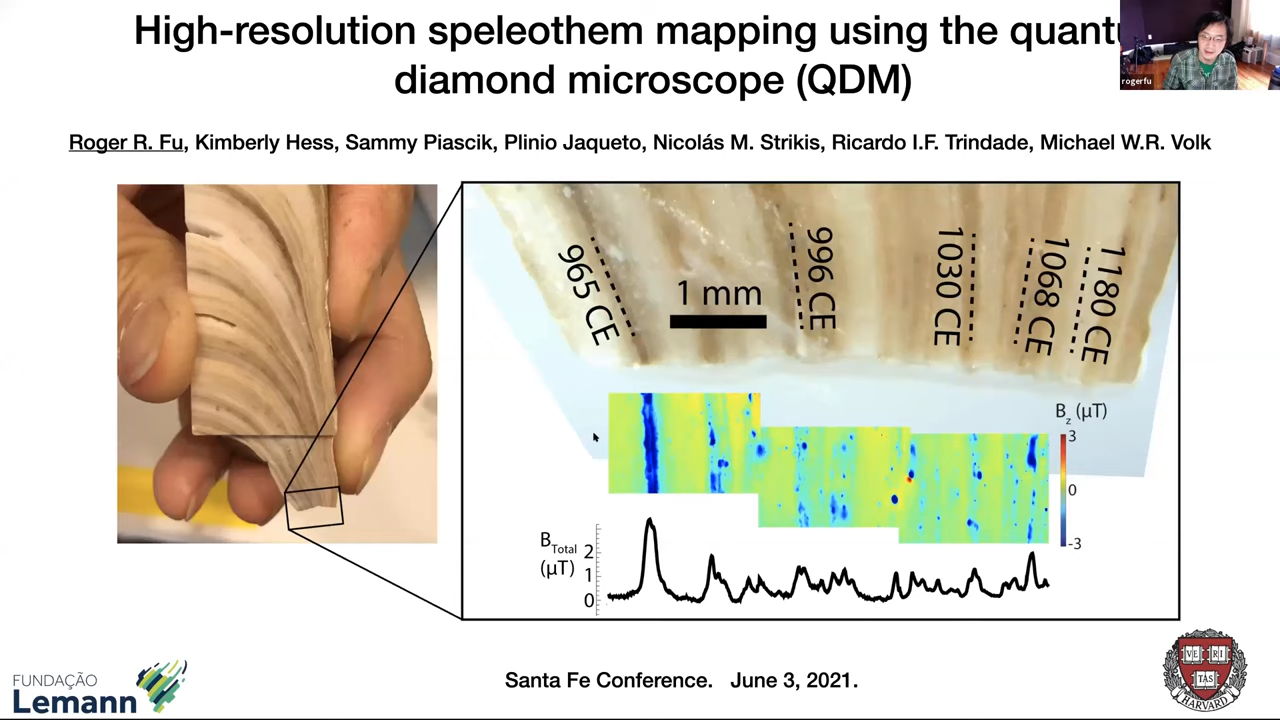 High-resolution speleothem mapping using the
diamond microscope (QDM)
rogerfu
Roger R. Fu, Kimberly Hess, Sammy Piascik, Plinio Jaqueto, Nicolás M. Strikis, Ricardo I.F. Trindade, Michael W.R. Volk
965 CE
1 mm
996 CE
1030 CE
1068 CE
1180 CE
Bz (µT)
3
0
-3
BTotal
(µT)
2
1
0
FUNDAÇÃO
Lemann
Santa Fe Conference. June 3, 2021.
VE RI
TAS
HARVARD